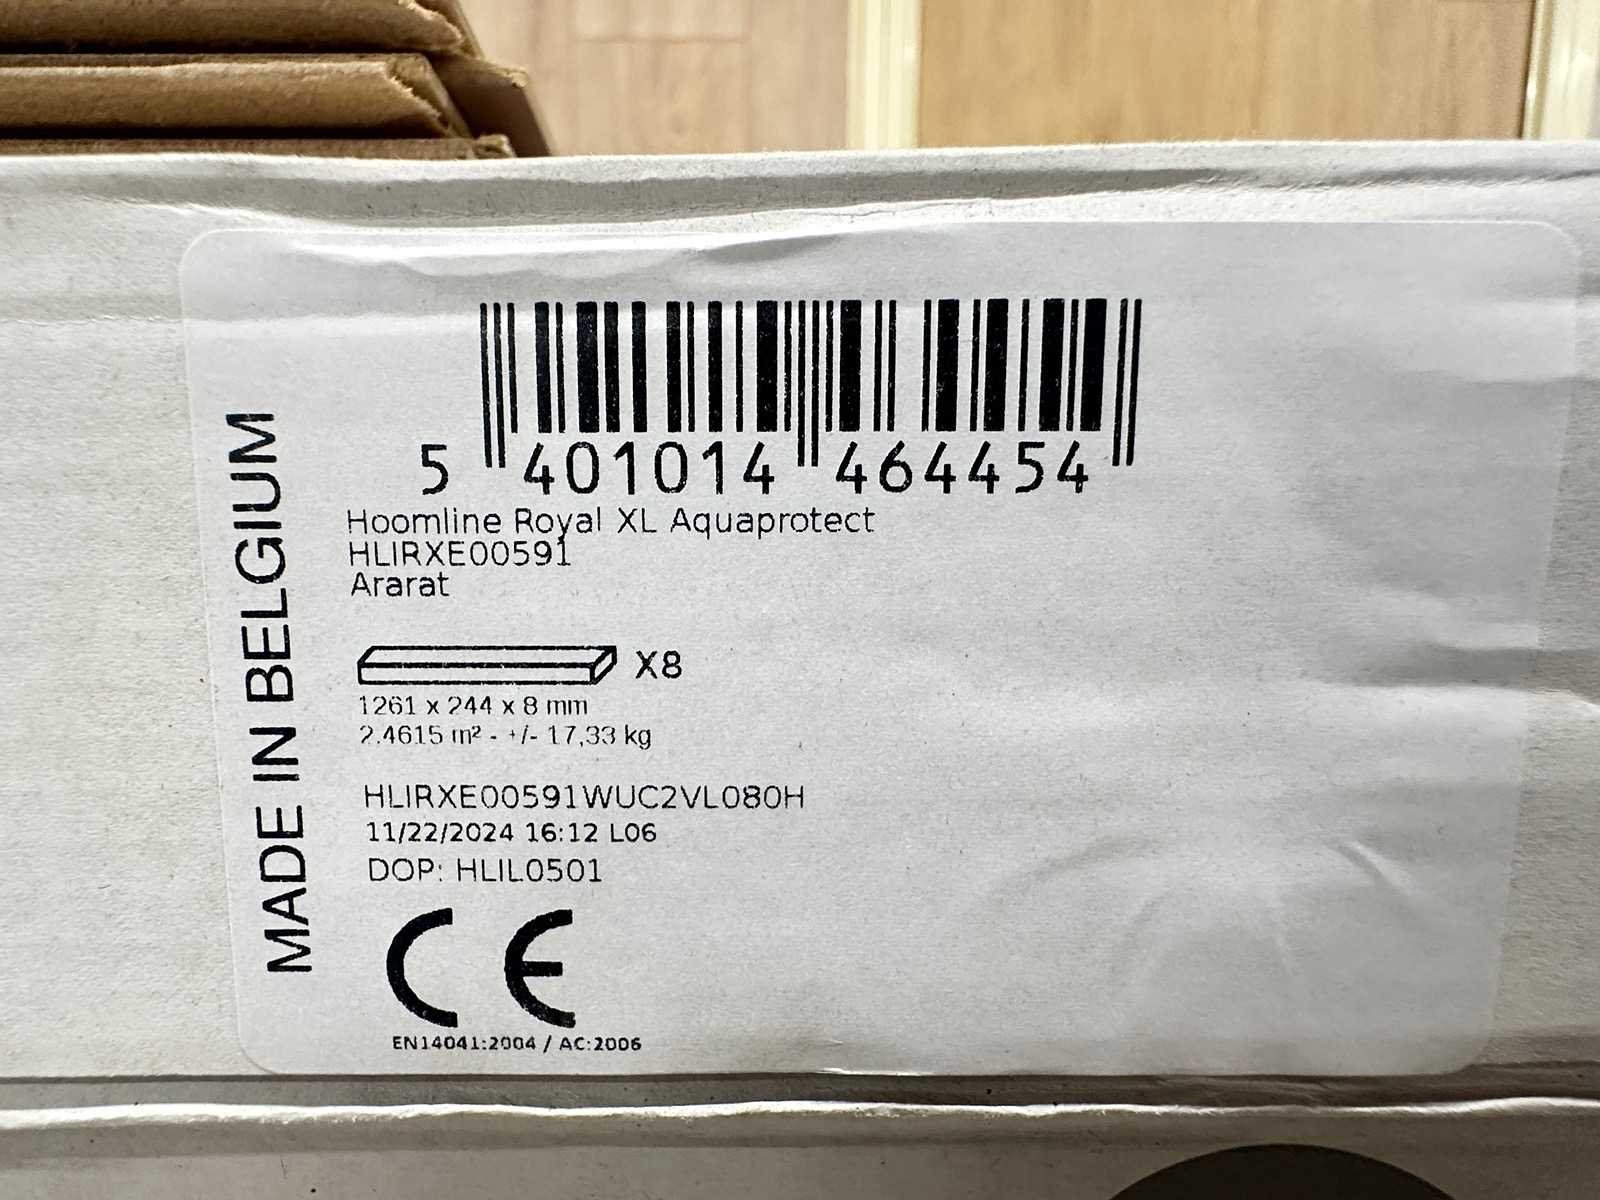 MADE IN BELGIUM
5 401014 464454
Hoomline Royal XL Aquaprotect
HLIRXE00591
Ararat
X8
1261 x 244 x 8 mm
2.4615 m² - +/- 17,33 kg
HLIRXE00591WUC2VL080H
11/22/2024 16:12 L06
DOP: HLIL0501
CE
EN14041:2004 / AC:2006